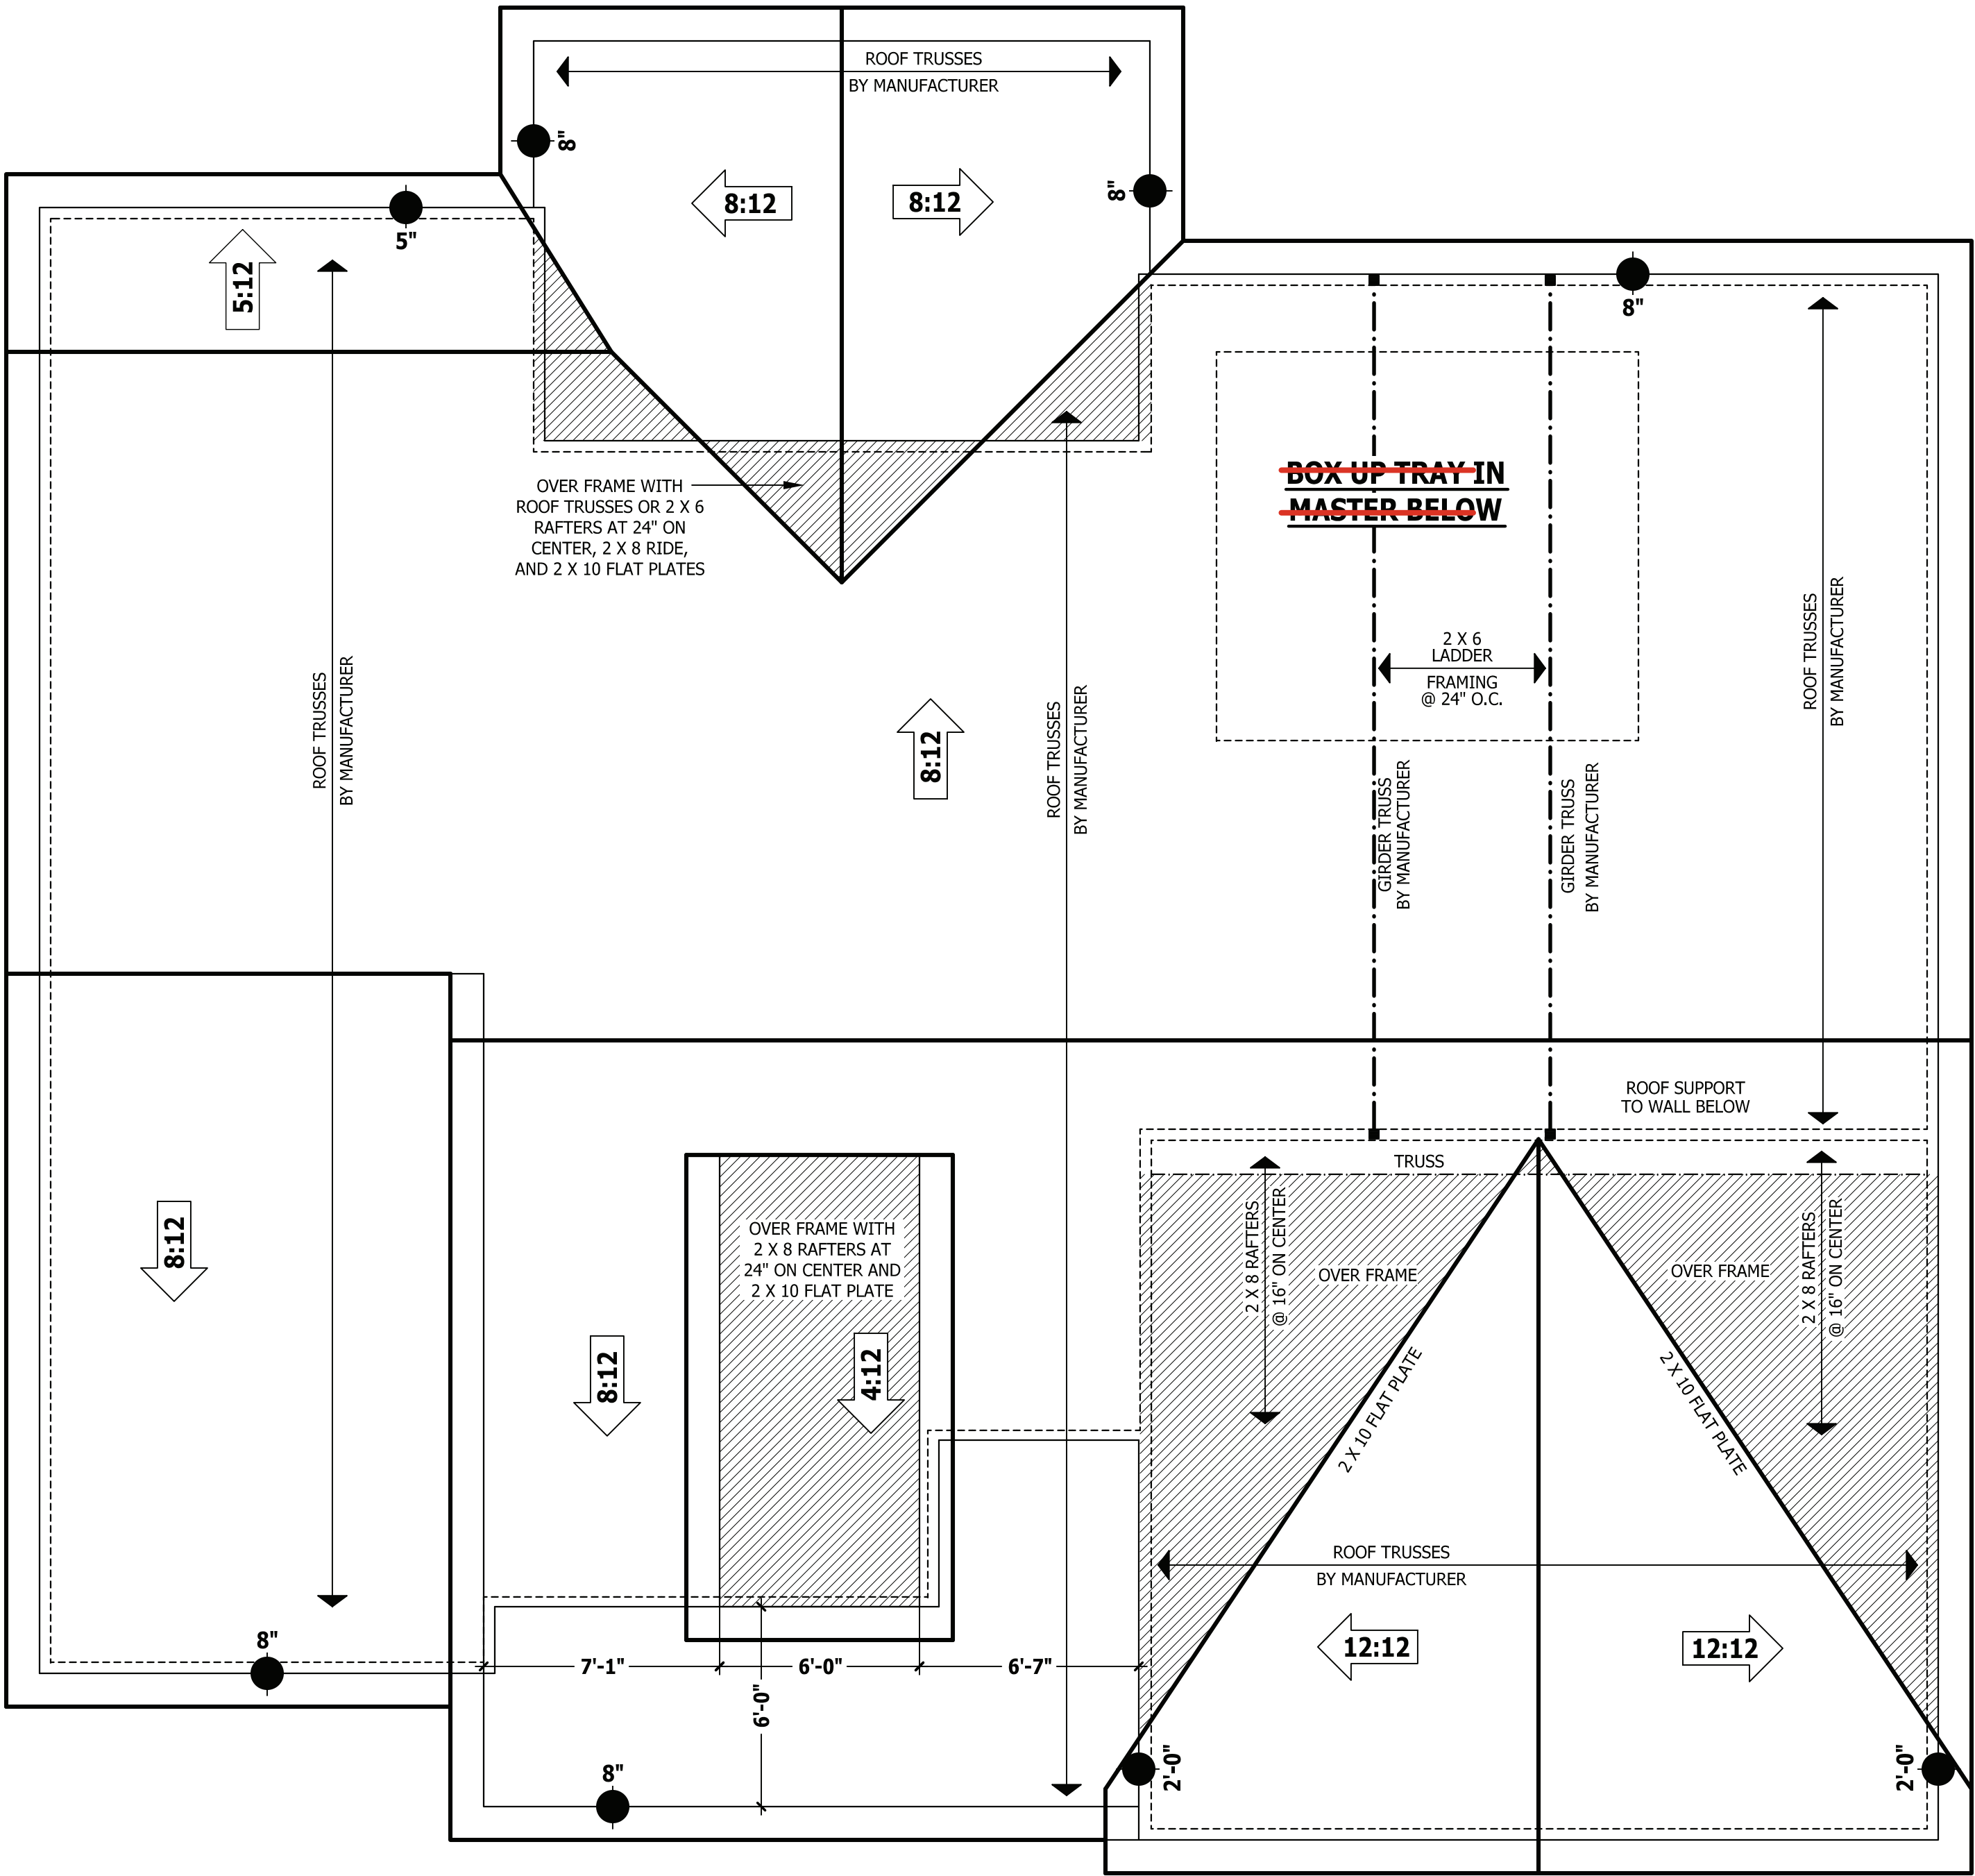 ROOF TRUSSES
BY MANUFACTURER
8"
8"
8:12
8:12
5"
5:12
8"
BOX UP TRAY IN
MASTER BELOW
OVER FRAME WITH
ROOF TRUSSES OR 2 X 6
RAFTERS AT 24" ON
CENTER, 2 X 8 RIDE,
AND 2 X 10 FLAT PLATES
2 X 6
LADDER
FRAMING
@ 24" O.C.
ROOF TRUSSES
BY MANUFACTURER
ROOF TRUSSES
BY MANUFACTURER
ROOF TRUSSES
BY MANUFACTURER
8:12
GIRDER TRUSS
BY MANUFACTURER
GIRDER TRUSS
BY MANUFACTURER
ROOF SUPPORT
TO WALL BELOW
TRUSS
8:12
OVER FRAME WITH
2 X 8 RAFTERS AT
24" ON CENTER AND
2 X 10 FLAT PLATE
8:12
4:12
2 X 8 RAFTERS
@ 16" ON CENTER
OVER FRAME
OVER FRAME
2 X 8 RAFTERS
@ 16" ON CENTER
2 X 10 FLAT PLATE
2 X 10 FLAT PLATE
ROOF TRUSSES
BY MANUFACTURER
8"
7'-1"
6'-0"
6'-7"
6'-0"
12:12
12:12
8"
2'-0"
2'-0"